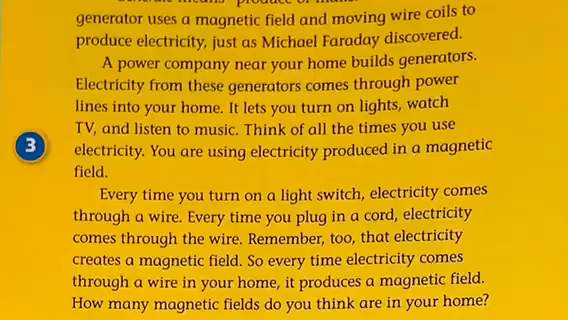 generator uses a magnetic field and moving wire coils to
produce electricity, just as Michael Faraday discovered.
A power company near your home builds generators.
Electricity from these generators comes through power
lines into your home. It lets you turn on lights, watch
TV, and listen to music. Think of all the times you use
3
electricity. You are using electricity produced in a magnetic
field.
Every time you turn on a light switch, electricity comes
through a wire. Every time you plug in a cord, electricity
comes through the wire. Remember, too, that electricity
creates a magnetic field. So every time electricity comes
through a wire in your home, it produces a magnetic field.
How many magnetic fields do you think are in your home?